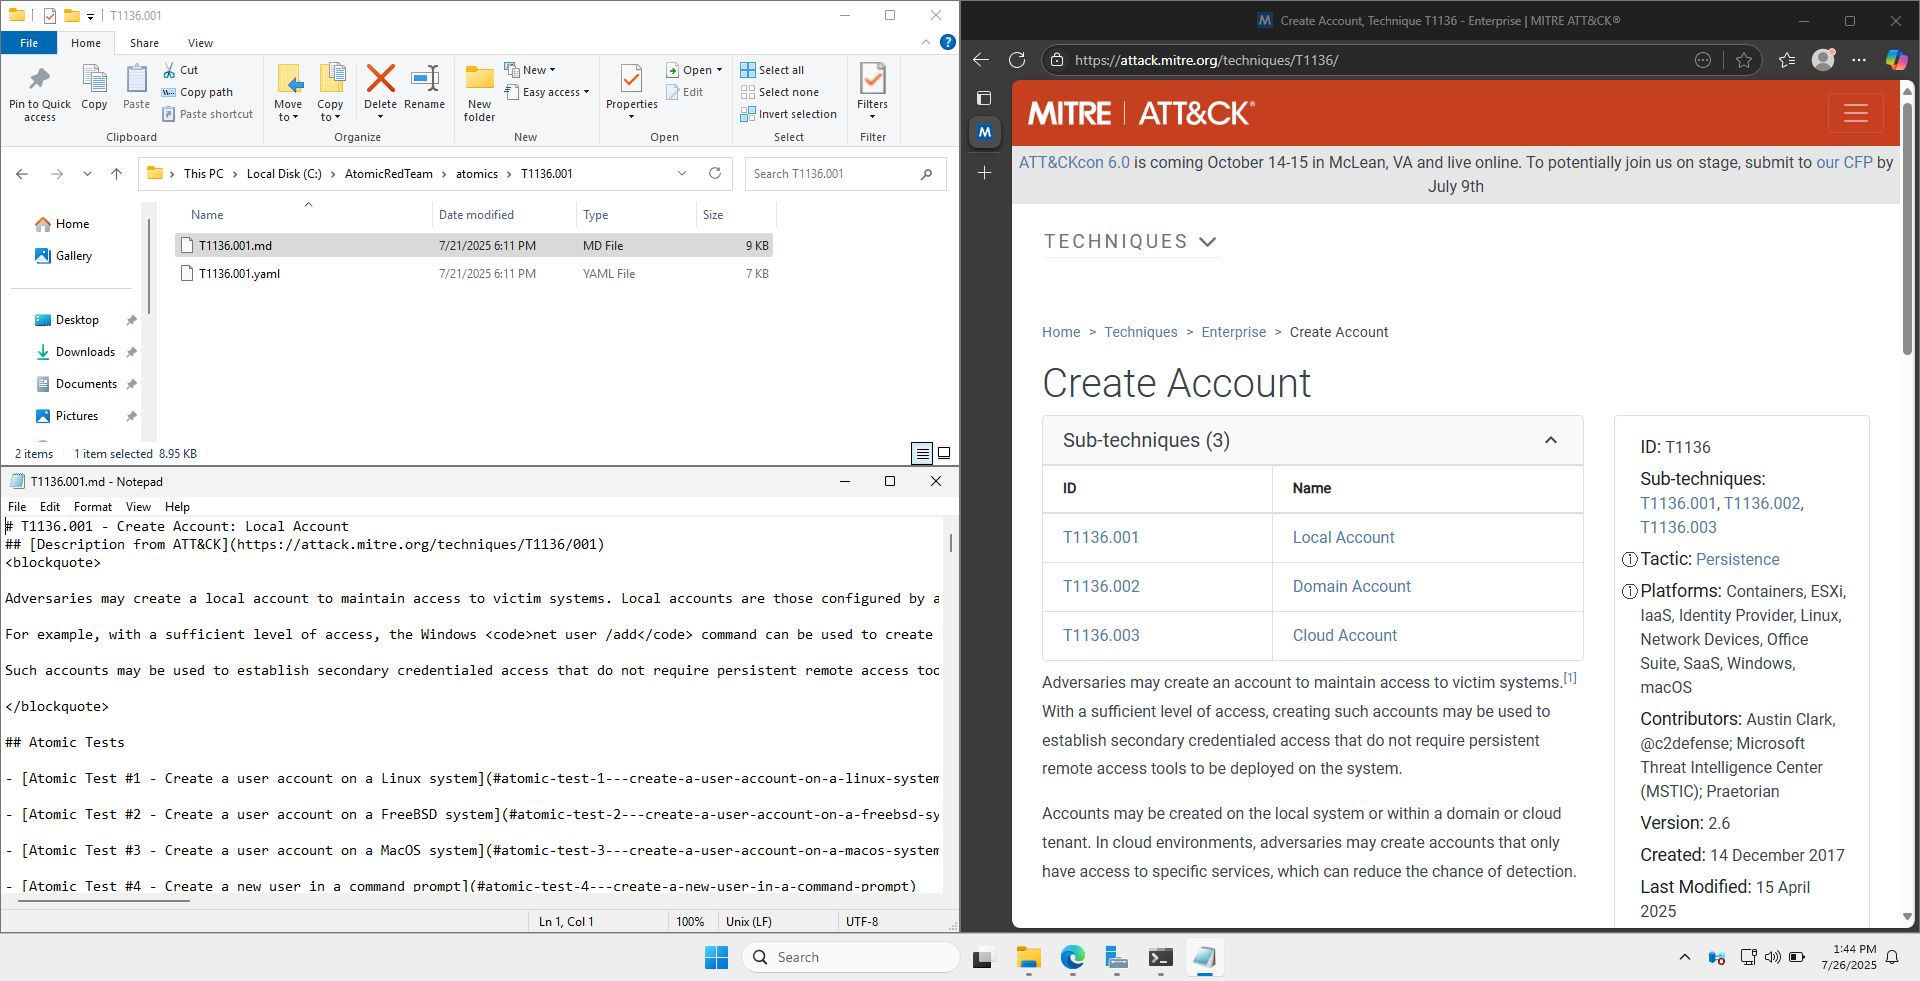 T1136.001
File
Home
Share
View
Pin to Quick access
Copy
Paste
Cut
Copy path
Paste shortcut
Clipboard
Move to
Copy to
Delete
Rename
Organize
New folder
New
Easy access
New
Properties
Open
Edit
Open
Select all
Select none
Invert selection
Select
Filters
Filter
This PC > Local Disk (C:) > AtomicRedTeam > atomics > T1136.001
Search T1136.001
Home
Gallery
Desktop
Downloads
Documents
Pictures
Name Date modified Type Size
T1136.001.md 7/21/2025 6:11 PM MD File 9 KB
T1136.001.yaml 7/21/2025 6:11 PM YAML File 7 KB
2 items 1 item selected 8.95 KB
T1136.001.md - Notepad
File Edit Format View Help
# T1136.001 - Create Account: Local Account
## [Description from ATT&CK](https://attack.mitre.org/techniques/T1136/001)
<blockquote>
Adversaries may create a local account to maintain access to victim systems. Local accounts are those configured by a
For example, with a sufficient level of access, the Windows <code>net user /add</code> command can be used to create
Such accounts may be used to establish secondary credentialed access that do not require persistent remote access too
</blockquote>
## Atomic Tests
- [Atomic Test #1 - Create a user account on a Linux system](#atomic-test-1---create-a-user-account-on-a-linux-system
- [Atomic Test #2 - Create a user account on a FreeBSD system](#atomic-test-2---create-a-user-account-on-a-freebsd-sy
- [Atomic Test #3 - Create a user account on a MacOS system](#atomic-test-3---create-a-user-account-on-a-macos-system
- [Atomic Test #4 - Create a new user in a command prompt](#atomic-test-4---create-a-new-user-in-a-command-prompt)
Ln 1, Col 1 100% Unix (LF) UTF-8
Create Account, Technique T1136 - Enterprise | MITRE ATT&CK®
https://attack.mitre.org/techniques/T1136/
MITRE | ATT&CK®
ATT&CKcon 6.0 is coming October 14-15 in McLean, VA and live online. To potentially join us on stage, submit to our CFP by
July 9th
TECHNIQUES
Home > Techniques > Enterprise > Create Account
Create Account
Sub-techniques (3)
ID Name
T1136.001 Local Account
T1136.002 Domain Account
T1136.003 Cloud Account
Adversaries may create an account to maintain access to victim systems.[1]
With a sufficient level of access, creating such accounts may be used to
establish secondary credentialed access that do not require persistent
remote access tools to be deployed on the system.
Accounts may be created on the local system or within a domain or cloud
tenant. In cloud environments, adversaries may create accounts that only
have access to specific services, which can reduce the chance of detection.
ID: T1136
Sub-techniques:
T1136.001, T1136.002,
T1136.003
Tactic: Persistence
Platforms: Containers, ESXi,
IaaS, Identity Provider, Linux,
Network Devices, Office
Suite, SaaS, Windows,
macOS
Contributors: Austin Clark,
@c2defense; Microsoft
Threat Intelligence Center
(MSTIC); Praetorian
Version: 2.6
Created: 14 December 2017
Last Modified: 15 April
2025
Search
1:44 PM
7/26/2025